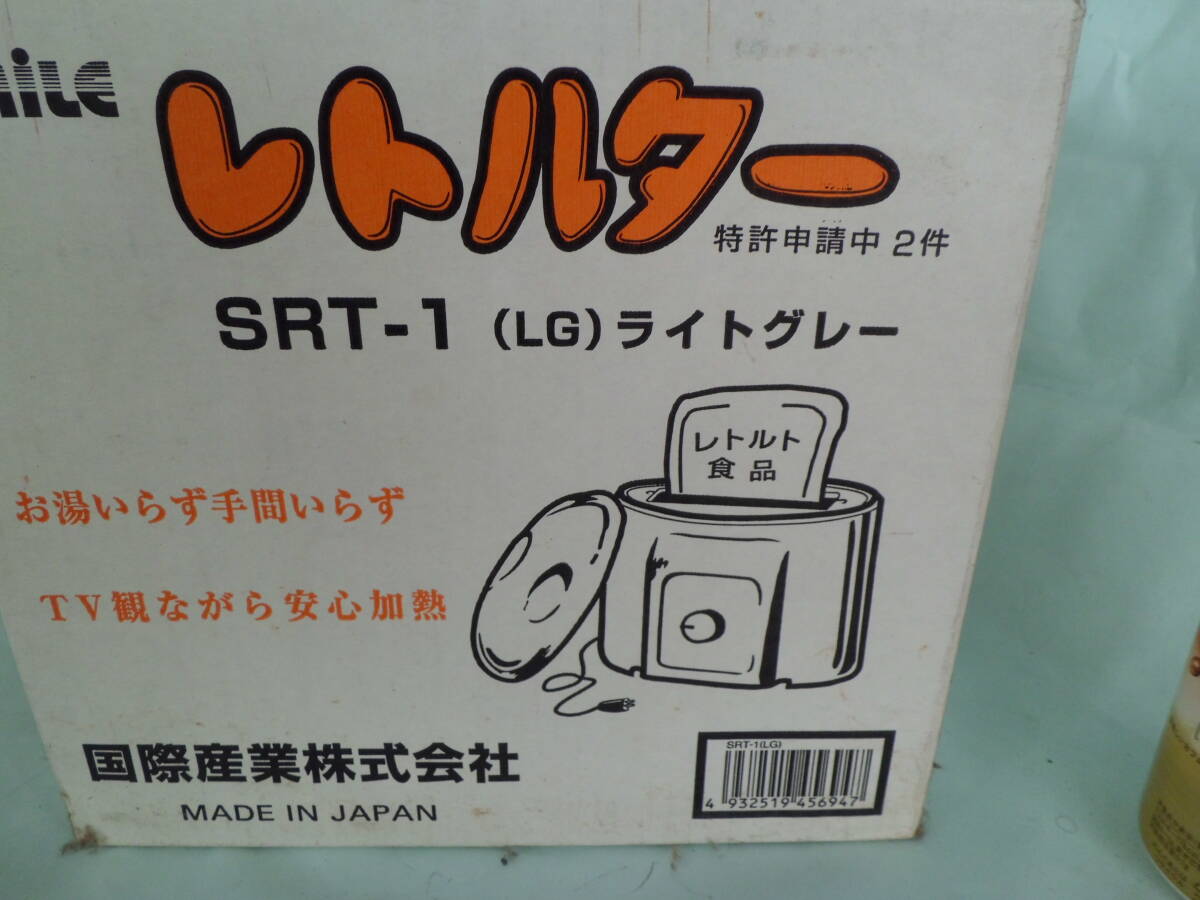 レトルター
特許申請中 2件
SRT-1 (LG) ライトグレー
レトルト
食品
お湯いらず手間いらず
TV観ながら安心加熱
国際産業株式会社
MADE IN JAPAN
SRT-1(LG)
4 932519 456947